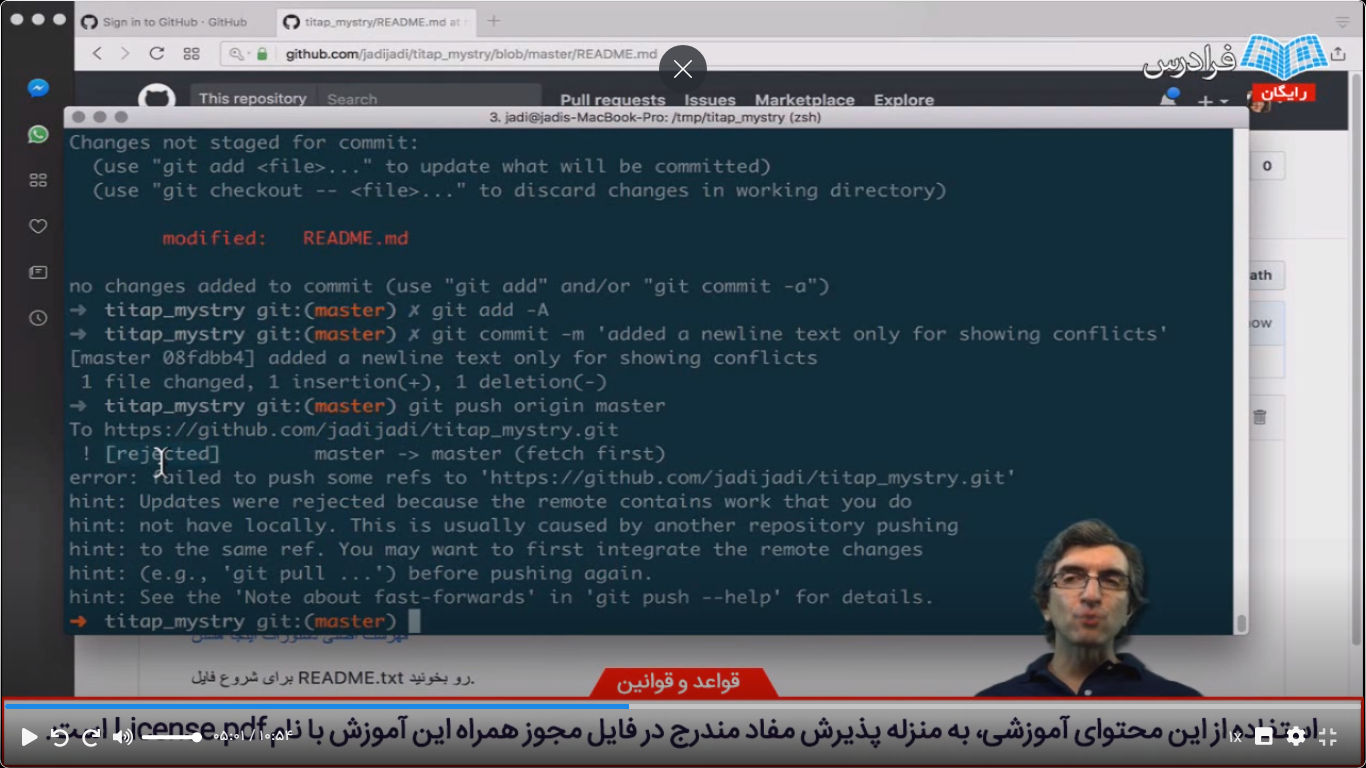 Sign in to GitHub · GitHub
titap_mystry/README.md at
github.com/jadijadi/titap_mystry/blob/master/README.md
فرادرس
رایگان
This repository
Search
Pull requests
Issues
Marketplace
Explore
3. jadi@jadis-MacBook-Pro: /tmp/titap_mystry (zsh)
Changes not staged for commit:
(use "git add <file>..." to update what will be committed)
(use "git checkout -- <file>..." to discard changes in working directory)
0
modified: README.md
ath
no changes added to commit (use "git add" and/or "git commit -a")
➜ titap_mystry git:(master) ✗ git add -A
ow
➜ titap_mystry git:(master) ✗ git commit -m 'added a newline text only for showing conflicts'
[master 08fdbb4] added a newline text only for showing conflicts
1 file changed, 1 insertion(+), 1 deletion(-)
➜ titap_mystry git:(master) git push origin master
To https://github.com/jadijadi/titap_mystry.git
! [rejected] master -> master (fetch first)
error: failed to push some refs to 'https://github.com/jadijadi/titap_mystry.git'
hint: Updates were rejected because the remote contains work that you do
hint: not have locally. This is usually caused by another repository pushing
hint: to the same ref. You may want to first integrate the remote changes
hint: (e.g., 'git pull ...') before pushing again.
hint: See the 'Note about fast-forwards' in 'git push --help' for details.
➜ titap_mystry git:(master)
برای شروع فایل README.txt رو بخونید.
قواعد و قوانین
استفاده از این محتوای آموزشی، به منزله پذیرش مفاد مندرج در فایل مجوز همراه این آموزش با نام License.pdf است.
۰۵:۰۱ / ۱۰:۵۴
1x